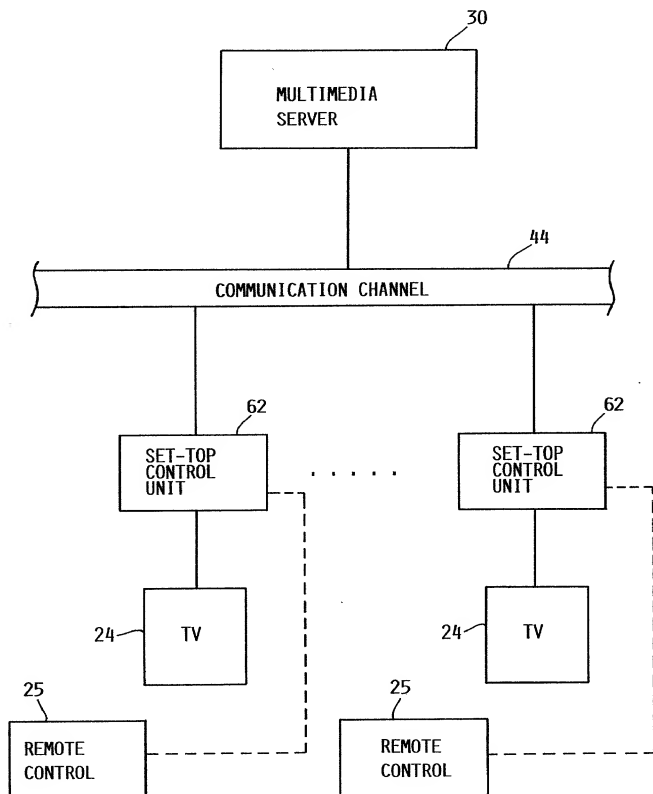 30
MULTIMEDIA
SERVER
44
COMMUNICATION CHANNEL
62
SET-TOP
CONTROL
UNIT
. . . . .
62
SET-TOP
CONTROL
UNIT
24
TV
24
TV
25
REMOTE
CONTROL
25
REMOTE
CONTROL